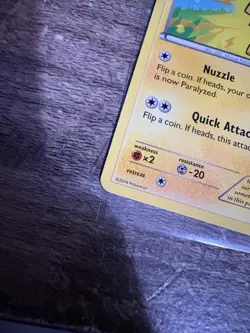 Nuzzle
Flip a coin. If heads, your o
is now Paralyzed.
Quick Attac
Flip a coin. If heads, this attac
weakness
×2
resistance
-20
retreat
©2014 Pokémon